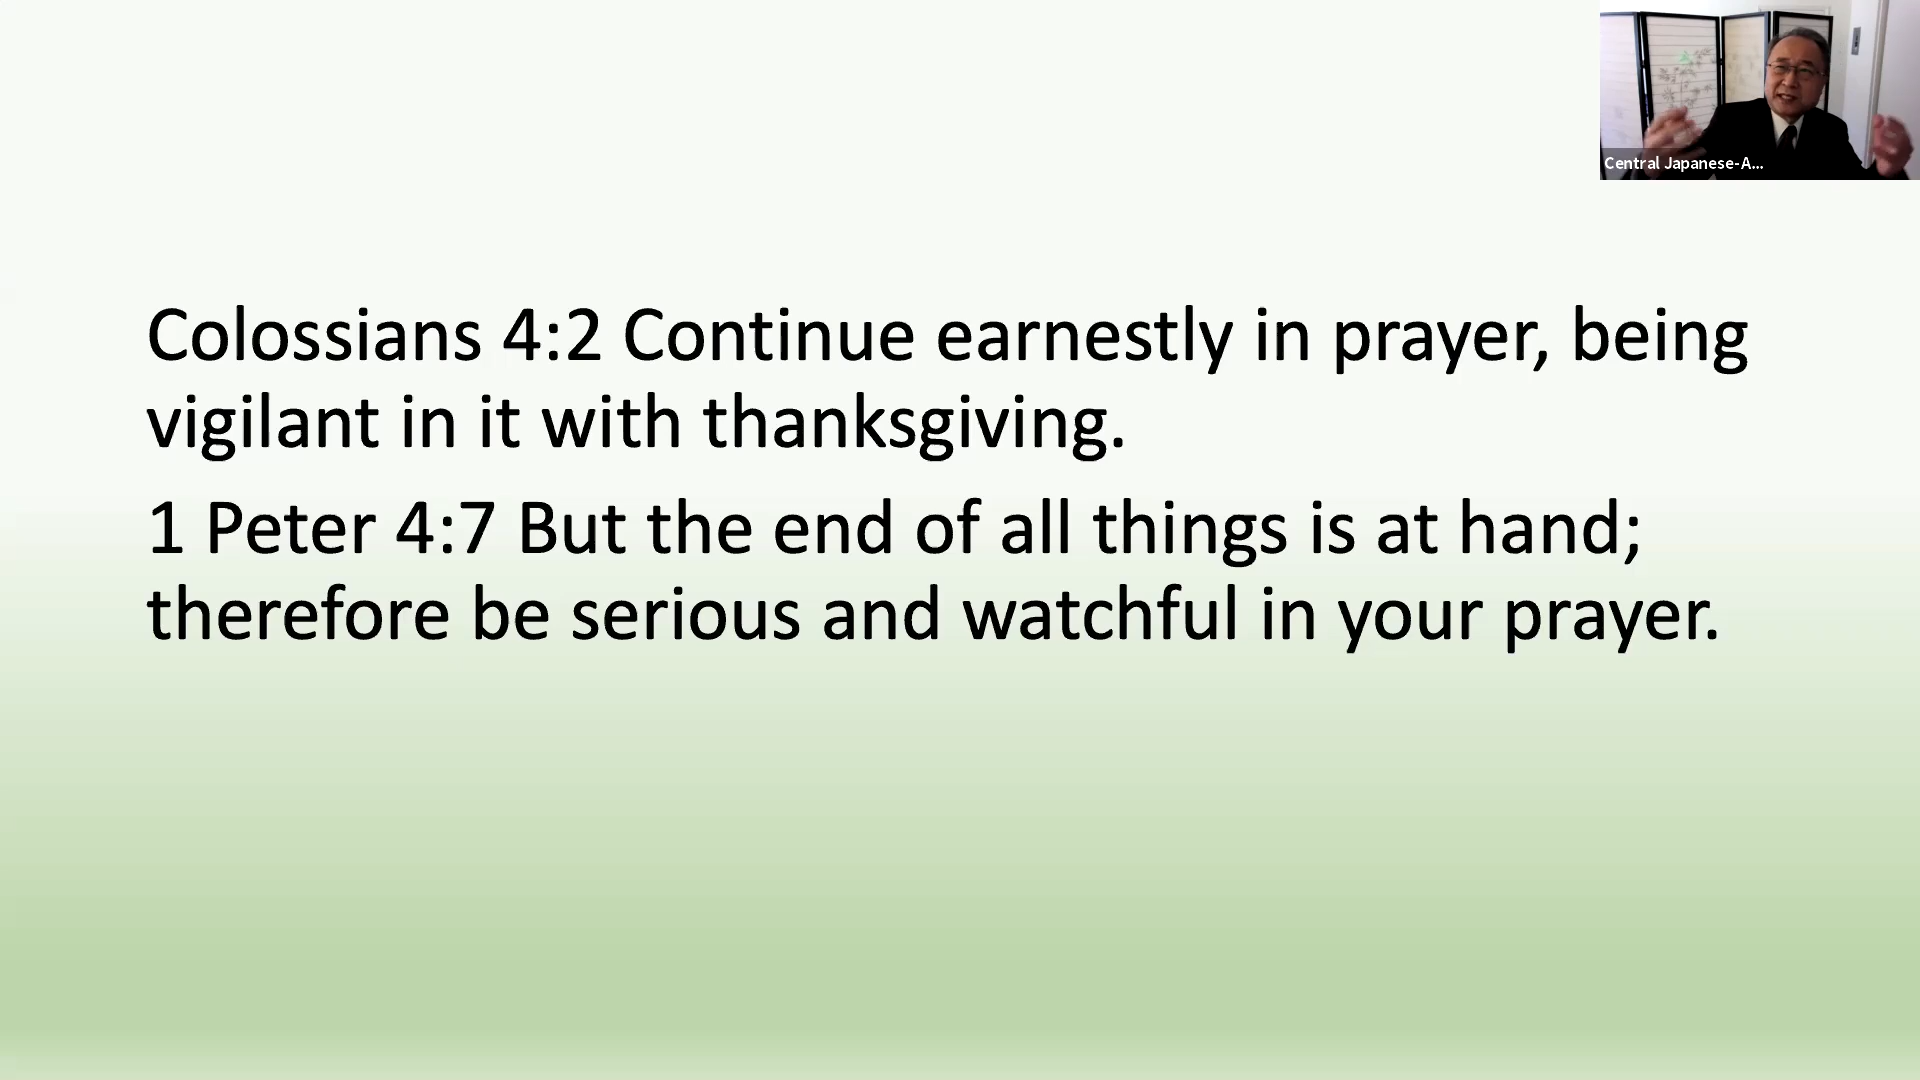 Central Japanese-A...
Colossians 4:2 Continue earnestly in prayer, being
vigilant in it with thanksgiving.
1 Peter 4:7 But the end of all things is at hand;
therefore be serious and watchful in your prayer.